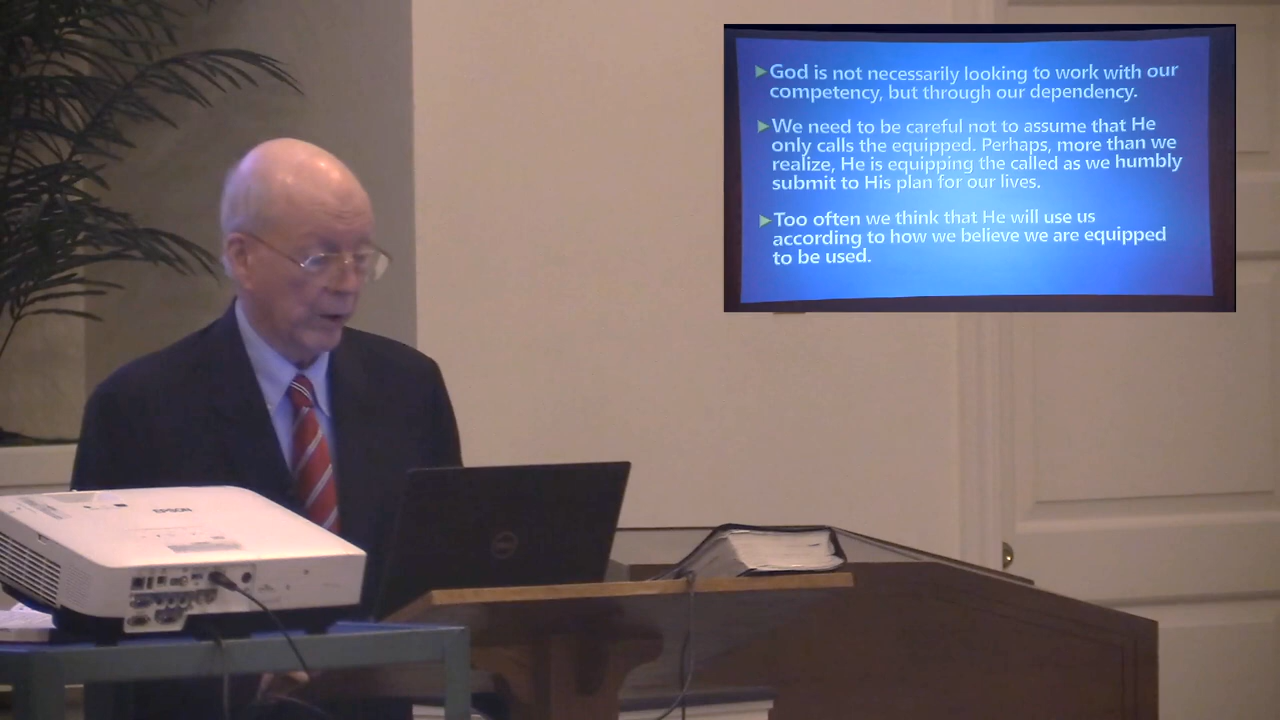 God is not necessarily looking to work with our
competency, but through our dependency.
We need to be careful not to assume that He
only calls the equipped. Perhaps, more than we
realize, He is equipping the called as we humbly
submit to His plan for our lives.
Too often we think that He will use us
according to how we believe we are equipped
to be used.
EPSON